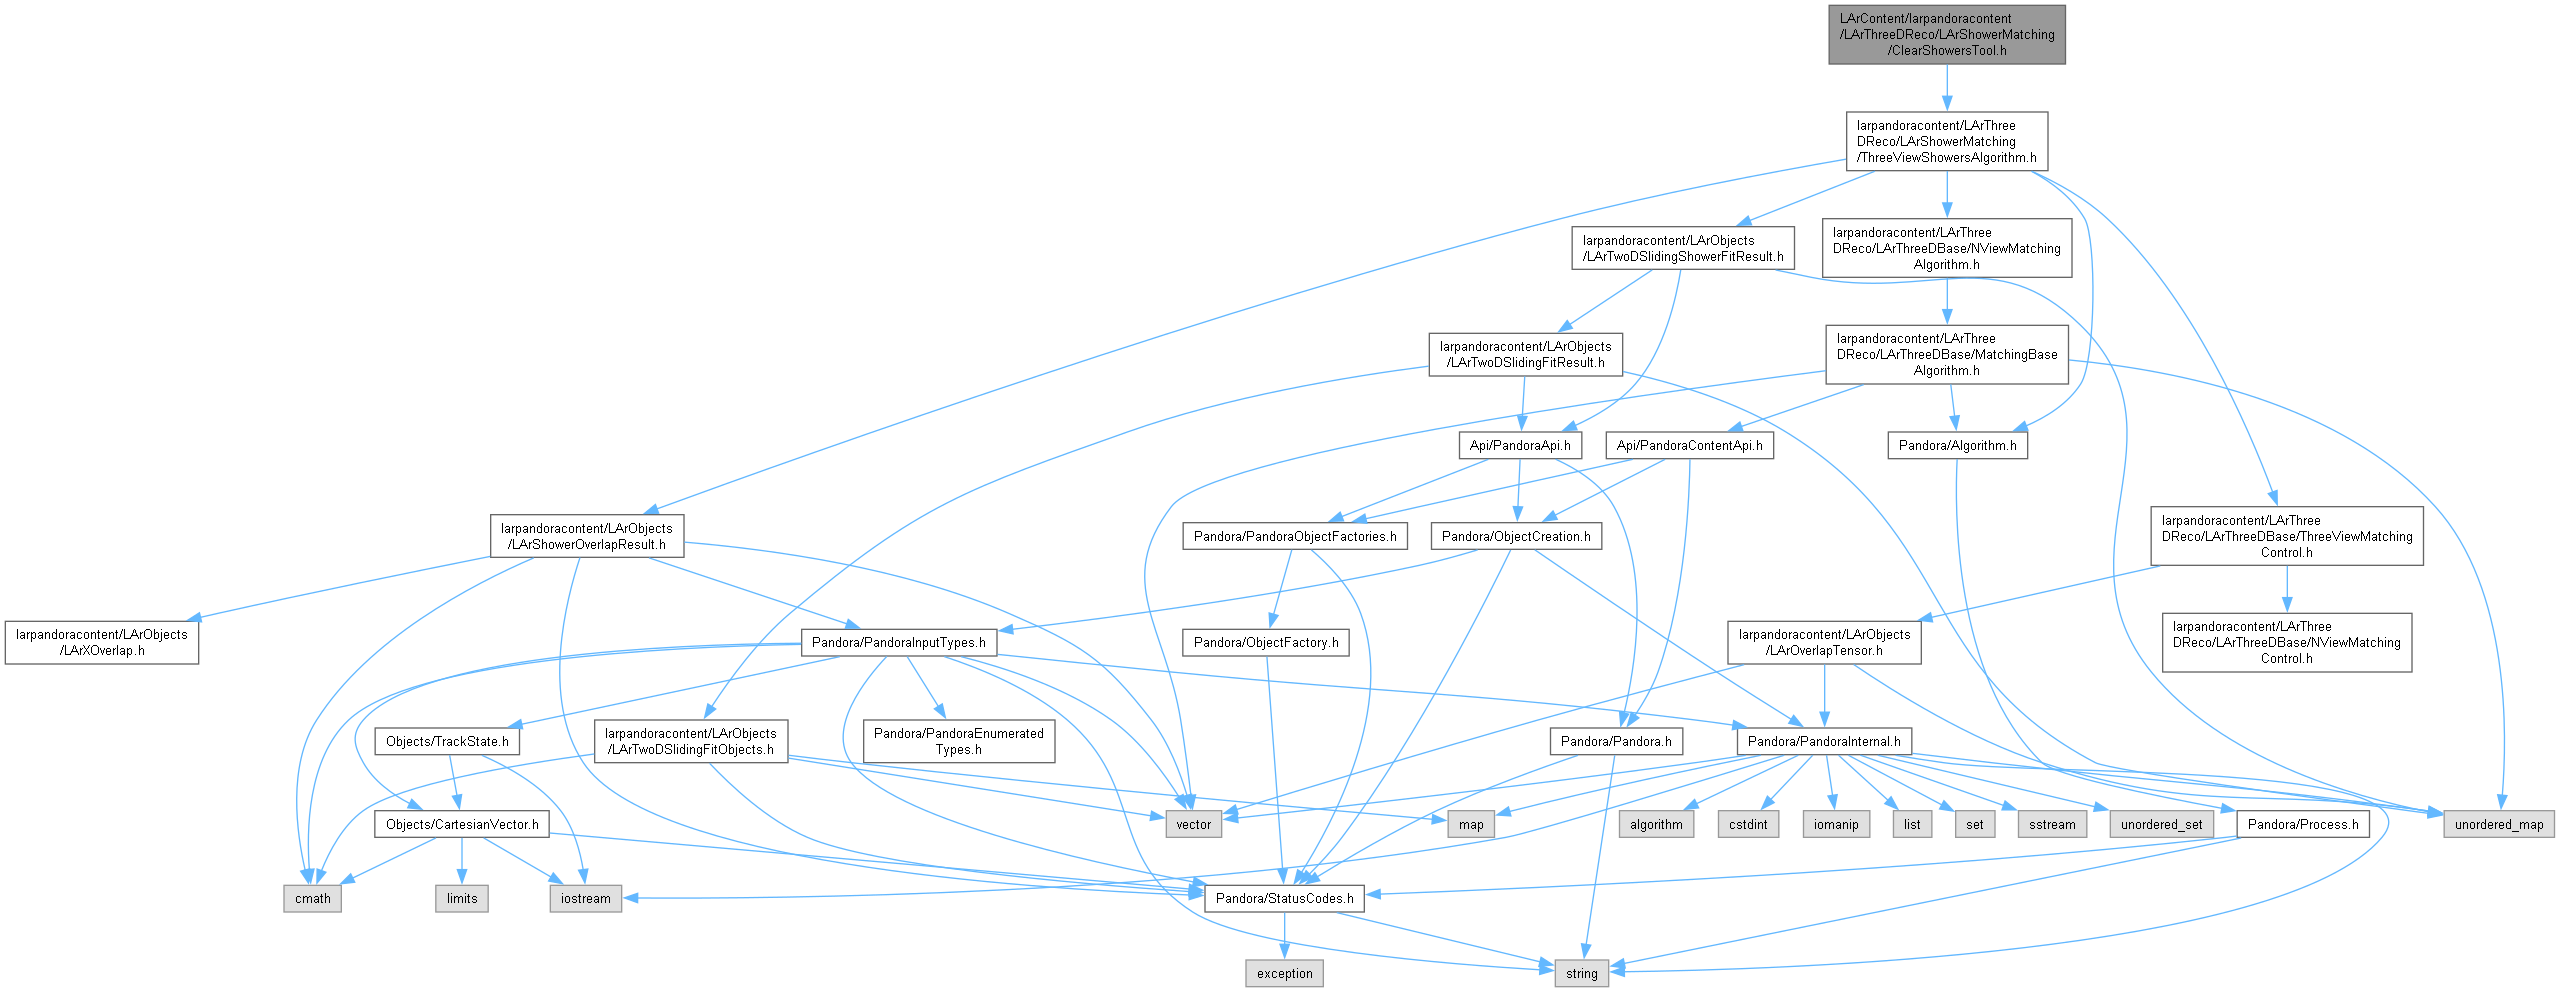 LArContent/larpandoracontent
/LArThreeDReco/LArShowerMatching
/ClearShowersTool.h
larpandoracontent/LArThree
DReco/LArShowerMatching
/ThreeViewShowersAlgorithm.h
larpandoracontent/LArObjects
/LArTwoDSlidingShowerFitResult.h
larpandoracontent/LArThree
DReco/LArThreeDBase/NViewMatching
Algorithm.h
larpandoracontent/LArObjects
/LArTwoDSlidingFitResult.h
larpandoracontent/LArThree
DReco/LArThreeDBase/MatchingBase
Algorithm.h
Api/PandoraApi.h
Api/PandoraContentApi.h
Pandora/Algorithm.h
larpandoracontent/LArObjects
/LArShowerOverlapResult.h
Pandora/PandoraObjectFactories.h
Pandora/ObjectCreation.h
larpandoracontent/LArThree
DReco/LArThreeDBase/ThreeViewMatching
Control.h
larpandoracontent/LArObjects
/LArXOverlap.h
Pandora/PandoraInputTypes.h
Pandora/ObjectFactory.h
larpandoracontent/LArObjects
/LArOverlapTensor.h
larpandoracontent/LArThree
DReco/LArThreeDBase/NViewMatching
Control.h
Objects/TrackState.h
larpandoracontent/LArObjects
/LArTwoDSlidingFitObjects.h
Pandora/PandoraEnumerated
Types.h
Pandora/Pandora.h
Pandora/PandoraInternal.h
Objects/CartesianVector.h
vector
map
algorithm
cstdint
iomanip
list
set
sstream
unordered_set
Pandora/Process.h
unordered_map
cmath
limits
iostream
Pandora/StatusCodes.h
exception
string